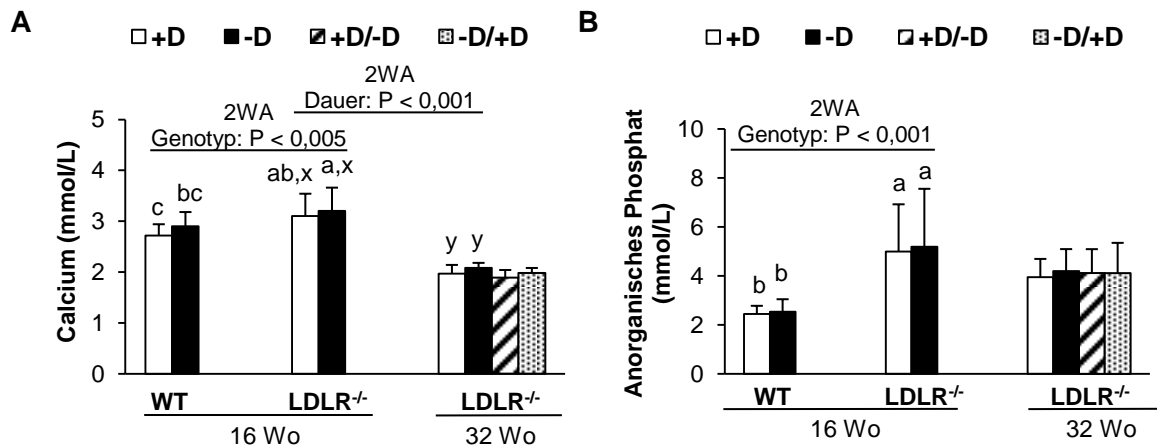 A
+D -D +D/-D -D/+D
2WA
Dauer: P < 0,001
2WA
Genotyp: P < 0,005
Calcium (mmol/L)
5
4
3
2
1
0
c bc ab,x a,x y y
WT LDLR-/- LDLR-/-
16 Wo 32 Wo
B
+D -D +D/-D -D/+D
2WA
Genotyp: P < 0,001
Anorganisches Phosphat
(mmol/L)
10
8
6
4
2
0
b b a a
WT LDLR-/- LDLR-/-
16 Wo 32 Wo